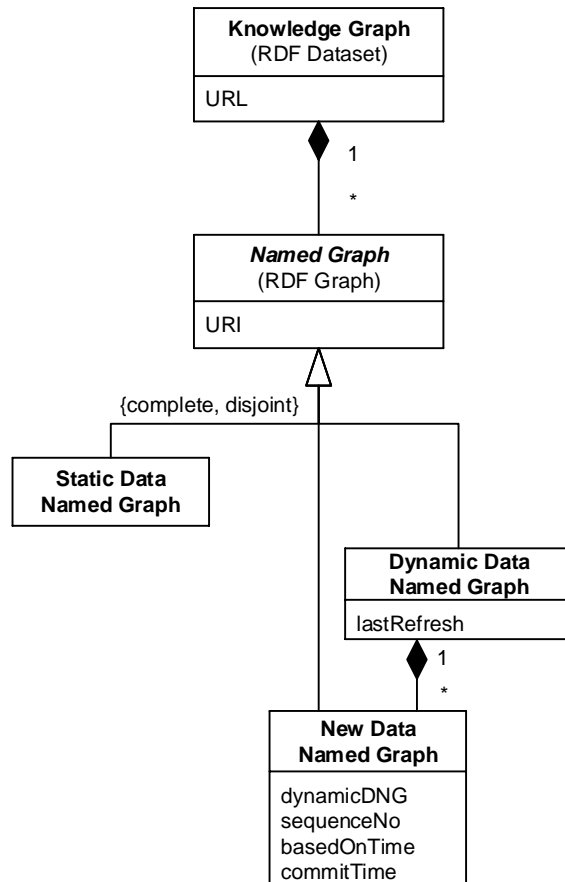 Knowledge Graph
(RDF Dataset)
URL
1
*
Named Graph
(RDF Graph)
URI
{complete, disjoint}
Static Data
Named Graph
Dynamic Data
Named Graph
lastRefresh
1
*
New Data
Named Graph
dynamicDNG
sequenceNo
basedOnTime
commitTime